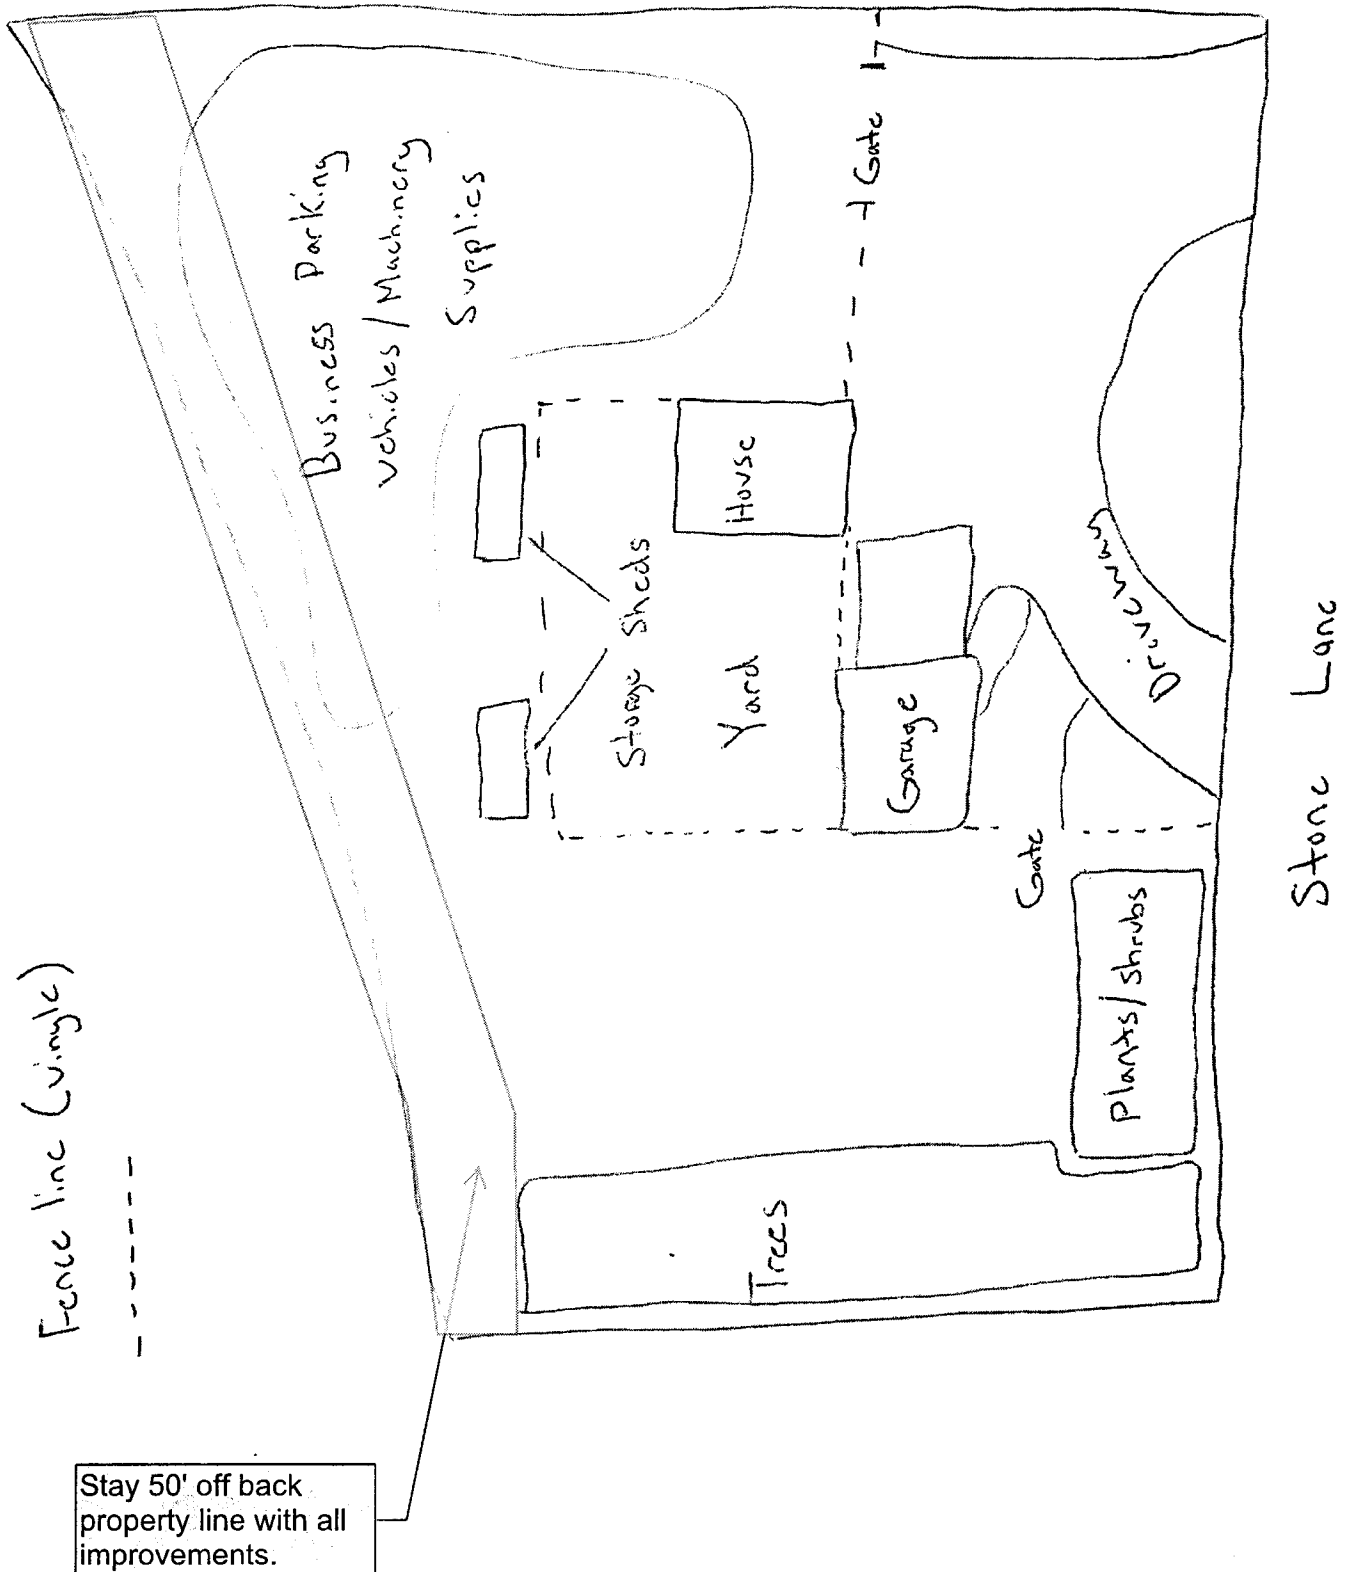 Fence line (vinyle)
Business Parking
vehicles / Machinery
Supplies
Storage Sheds
Yard
House
Garage
Gate
Gate
Driveway
Plants/shrubs
Trees
Stone Lane
Stay 50' off back
property line with all
improvements.